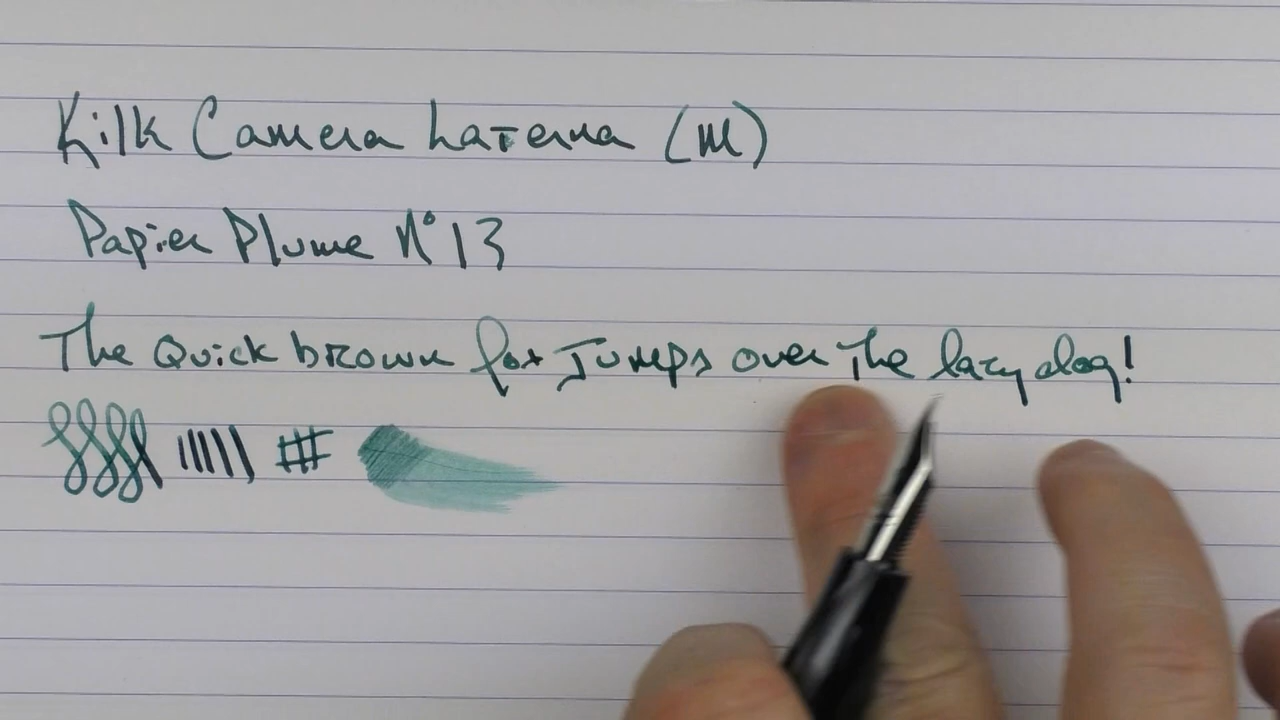 Kilk Camera Laterna (M)
Papier Plume N° 13
The Quick brown fox Jumps over The lazy dog!